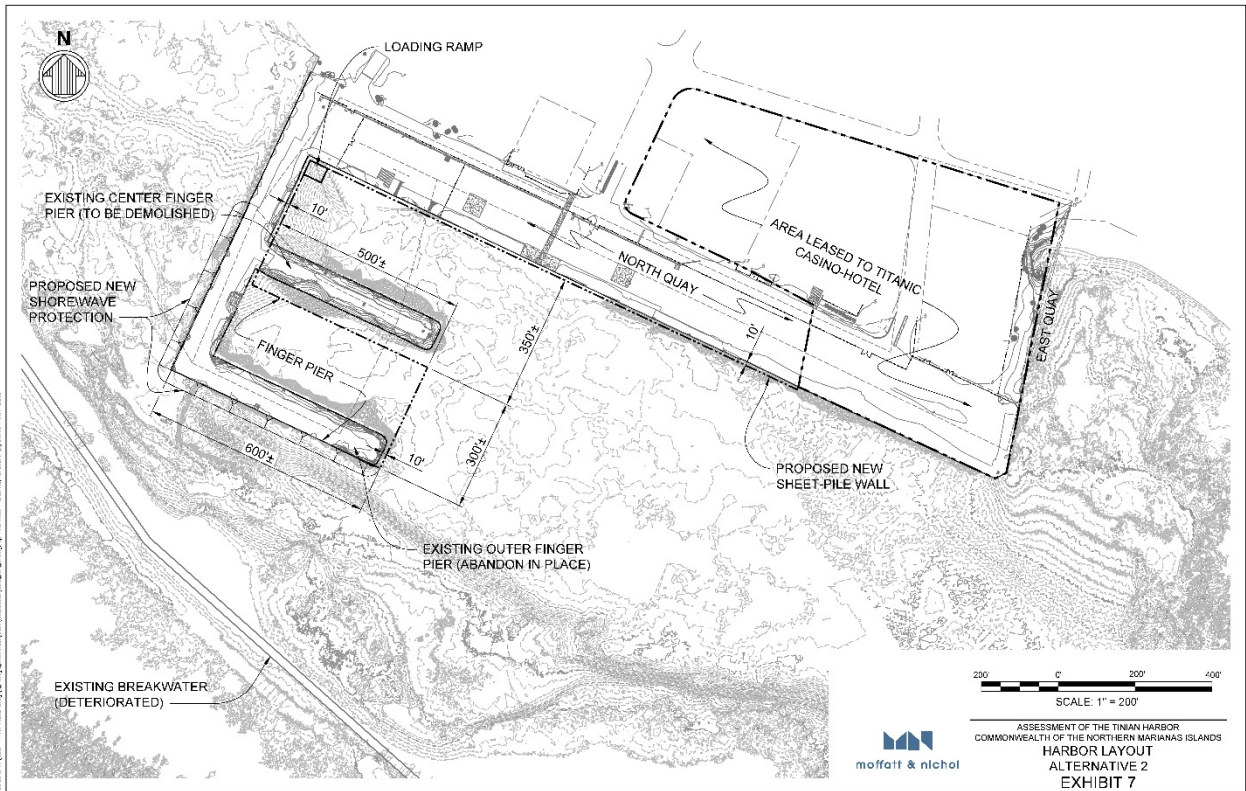 N
LOADING RAMP
EXISTING CENTER FINGER
PIER (TO BE DEMOLISHED)
10'
500'±
AREA LEASED TO TITANIC
CASINO-HOTEL
NORTH QUAY
EAST QUAY
PROPOSED NEW
SHOREWAVE
PROTECTION
350'±
10'
FINGER PIER
600'±
10'
300'±
PROPOSED NEW
SHEET-PILE WALL
EXISTING OUTER FINGER
PIER (ABANDON IN PLACE)
EXISTING BREAKWATER
(DETERIORATED)
200' 0' 200' 400'
SCALE: 1" = 200'
moffatt & nichol
ASSESSMENT OF THE TINIAN HARBOR
COMMONWEALTH OF THE NORTHERN MARIANAS ISLANDS
HARBOR LAYOUT
ALTERNATIVE 2
EXHIBIT 7